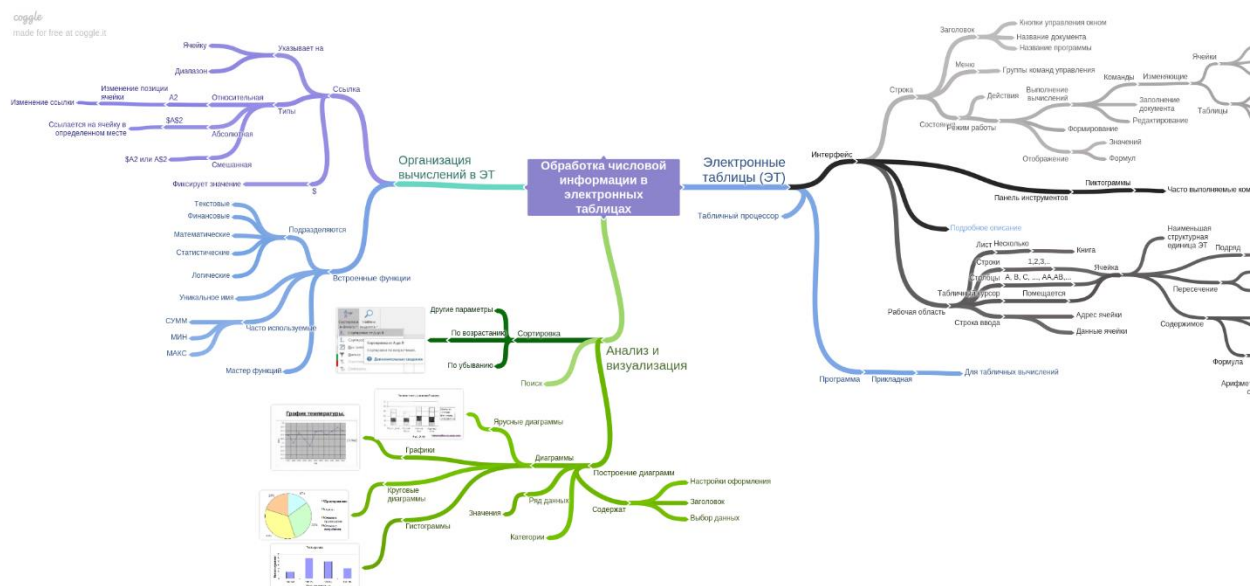 coggle
made for free at coggle.it
Обработка числовой
информации в
электронных
таблицах
Организация
вычислений в ЭТ
Ссылка
Указывает на
Ячейку
Диапазон
Типы
Относительная
A2
Изменение позиции
ячейки
Изменение ссылки
Абсолютная
$A$2
Ссылается на ячейку в
определенном месте
Смешанная
$A2 или A$2
$
Фиксирует значение
Встроенные функции
Подразделяются
Текстовые
Финансовые
Математические
Статистические
Логические
Уникальное имя
Часто используемые
СУММ
МИН
МАКС
Мастер функций
Анализ и
визуализация
Сортировка
Другие параметры
По возрастанию
По убыванию
Поиск
Построение диаграмм
Диаграммы
Ярусные диаграммы
Графики
График температуры.
Круговые
диаграммы
Гистограммы
Ряд данных
Значения
Категории
Содержат
Настройки оформления
Заголовок
Выбор данных
Электронные
таблицы (ЭТ)
Табличный процессор
Интерфейс
Строка
Заголовок
Кнопки управления окном
Название документа
Название программы
Меню
Группы команд управления
Состояния
Действия
Режим работы
Выполнение
вычислений
Команды
Изменяющие
Ячейки
Таблицы
Заполнение
документа
Редактирование
Формирование
Отображение
Значений
Формул
Панель инструментов
Пиктограммы
Часто выполняемые ком
Подробное описание
Рабочая область
Лист
Несколько
Книга
Строки
1,2,3,..
Столбцы
A, B, C, ..., AA,AB,...
Ячейка
Табличный курсор
Помещается
Строка ввода
Адрес ячейки
Данные ячейки
Наименьшая
структурная
единица ЭТ
Подряд
Пересечение
Содержимое
Формула
Арифмет
Программа
Прикладная
Для табличных вычислений